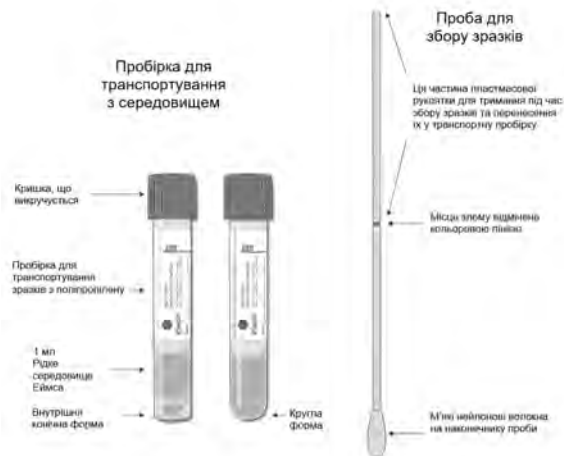 Пробірка для
транспортування
з середовищем
Кришка, що
викручується
Пробірка для
транспортування
зразків з поліпропілену
1 мл
Рідке
середовище
Еймса
Внутрішня
конічна форма
Кругла
форма
Проба для
збору зразків
Ця частина пластмасової
рукоятки для тримання під час
збору зразків та перенесення
їх у транспортну пробірку
Місце злому відмічене
кольоровою лінією
М'які нейлонові волокна
на наконечнику проби